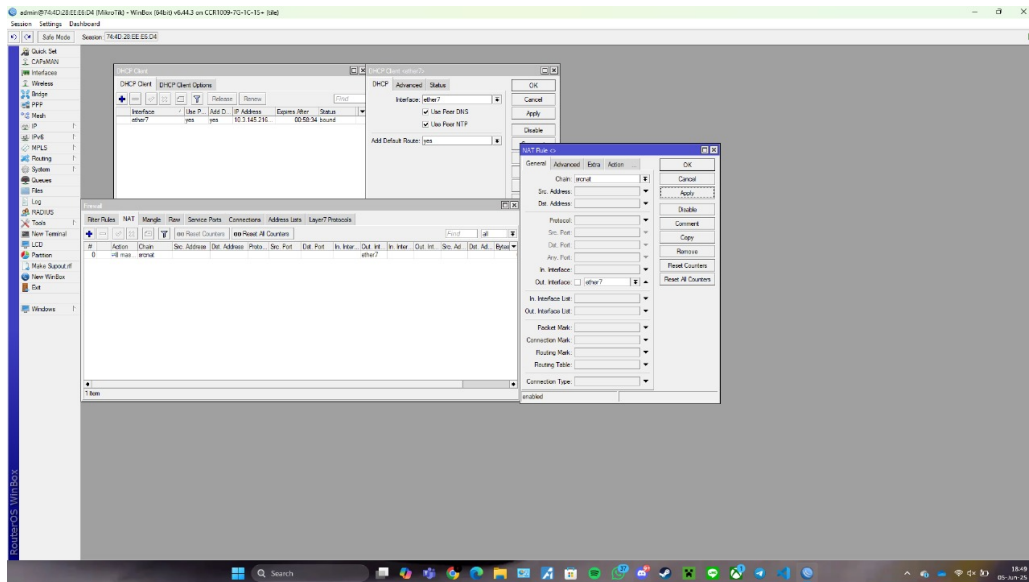 admin@74:4D:28:EE:E6:D4 (MikroTik) - WinBox (64bit) v6.44.3 on CCR1009-7G-1C-1S+ (tile)
Session Settings Dashboard
Safe Mode Session: 74:4D:28:EE:E6:D4
Quick Set
CAPsMAN
Interfaces
Wireless
Bridge
PPP
Mesh
IP
IPv6
MPLS
Routing
System
Queues
Files
Log
RADIUS
Tools
New Terminal
LCD
Partition
Make Supout.rif
New WinBox
Exit
Windows
RouterOS WinBox
DHCP Client
DHCP Client DHCP Client Options
Release Renew Find
Interface Use P... Add D... IP Address Expires After Status
ether7 yes yes 10.3.145.216... 00:50:34 bound
DHCP Client <ether7>
DHCP Advanced Status
Interface: ether7
Use Peer DNS
Use Peer NTP
Add Default Route: yes
OK
Cancel
Apply
Disable
Firewall
Filter Rules NAT Mangle Raw Service Ports Connections Address Lists Layer7 Protocols
Reset Counters Reset All Counters Find all
# Action Chain Src. Address Dst. Address Proto... Src. Port Dst. Port In. Inter... Out. Int... In. Inter... Out. Int... Src. Ad... Dst. Ad... Bytes
0 mas... srcnat ether7
1 item
NAT Rule <>
General Advanced Extra Action ...
Chain: srcnat
Src. Address:
Dst. Address:
Protocol:
Src. Port:
Dst. Port:
Any. Port:
In. Interface:
Out. Interface: ether7
In. Interface List:
Out. Interface List:
Packet Mark:
Connection Mark:
Routing Mark:
Routing Table:
Connection Type:
enabled
OK
Cancel
Apply
Disable
Comment
Copy
Remove
Reset Counters
Reset All Counters
Search
37
18:49
05-Jun-25